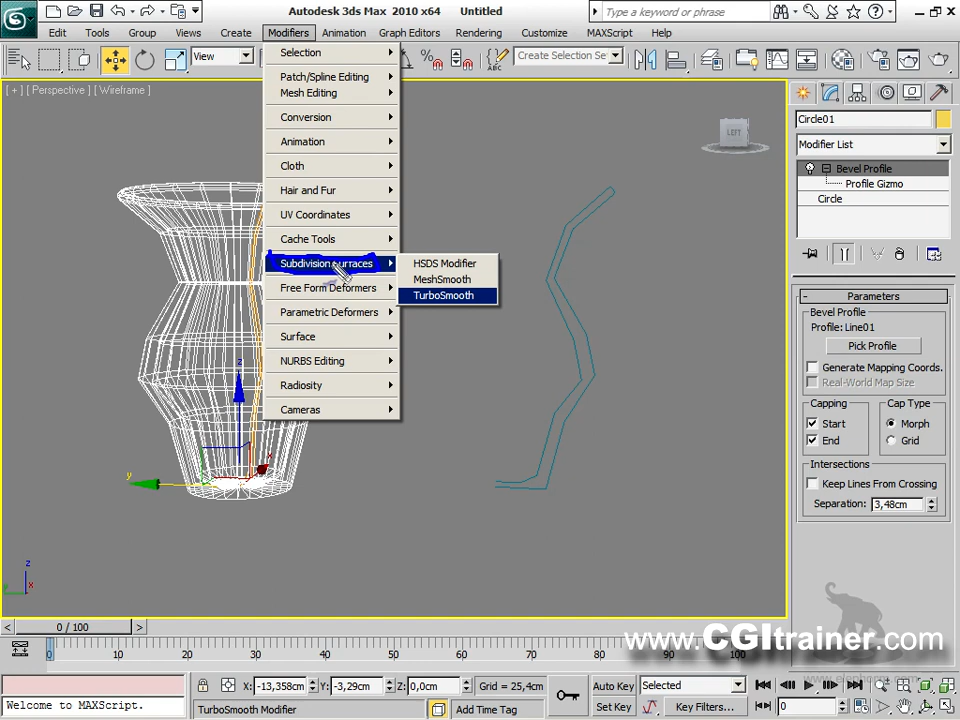 Autodesk 3ds Max 2010 x64 Untitled
Type a keyword or phrase
Edit Tools Group Views Create Modifiers Animation Graph Editors Rendering Customize MAXScript Help
View
Create Selection Se
[ + ] [ Perspective ] [ Wireframe ]
Selection
Patch/Spline Editing
Mesh Editing
Conversion
Animation
Cloth
Hair and Fur
UV Coordinates
Cache Tools
Subdivision Surfaces
Free Form Deformers
Parametric Deformers
Surface
NURBS Editing
Radiosity
Cameras
HSDS Modifier
MeshSmooth
TurboSmooth
LEFT
z
y
x
z
x
Circle01
Modifier List
Bevel Profile
Profile Gizmo
Circle
Parameters
Bevel Profile
Profile: Line01
Pick Profile
Generate Mapping Coords.
Real-World Map Size
Capping
Start
End
Cap Type
Morph
Grid
Intersections
Keep Lines From Crossing
Separation: 3,48cm
www.CGItrainer.com
0 / 100
0 10 20 30 40 50 60 70 80 90 100
X: -13,358cm Y: -3,29cm Z: 0,0cm Grid = 25,4cm
Auto Key Selected
Welcome to MAXScript.
TurboSmooth Modifier
Add Time Tag
Set Key
Key Filters...
0